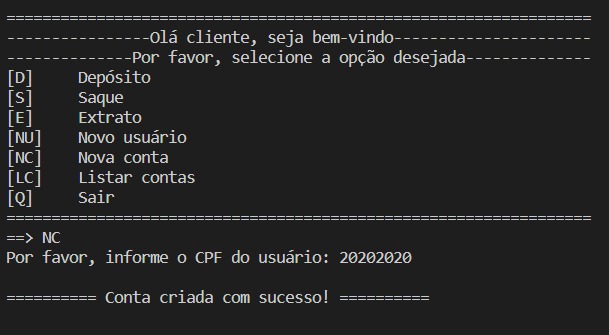 =================================================================
----------------Olá cliente, seja bem-vindo----------------------
--------------Por favor, selecione a opção desejada--------------
[D]     Depósito
[S]     Saque
[E]     Extrato
[NU]    Novo usuário
[NC]    Nova conta
[LC]    Listar contas
[Q]     Sair
=================================================================
==> NC
Por favor, informe o CPF do usuário: 20202020
========== Conta criada com sucesso! ==========